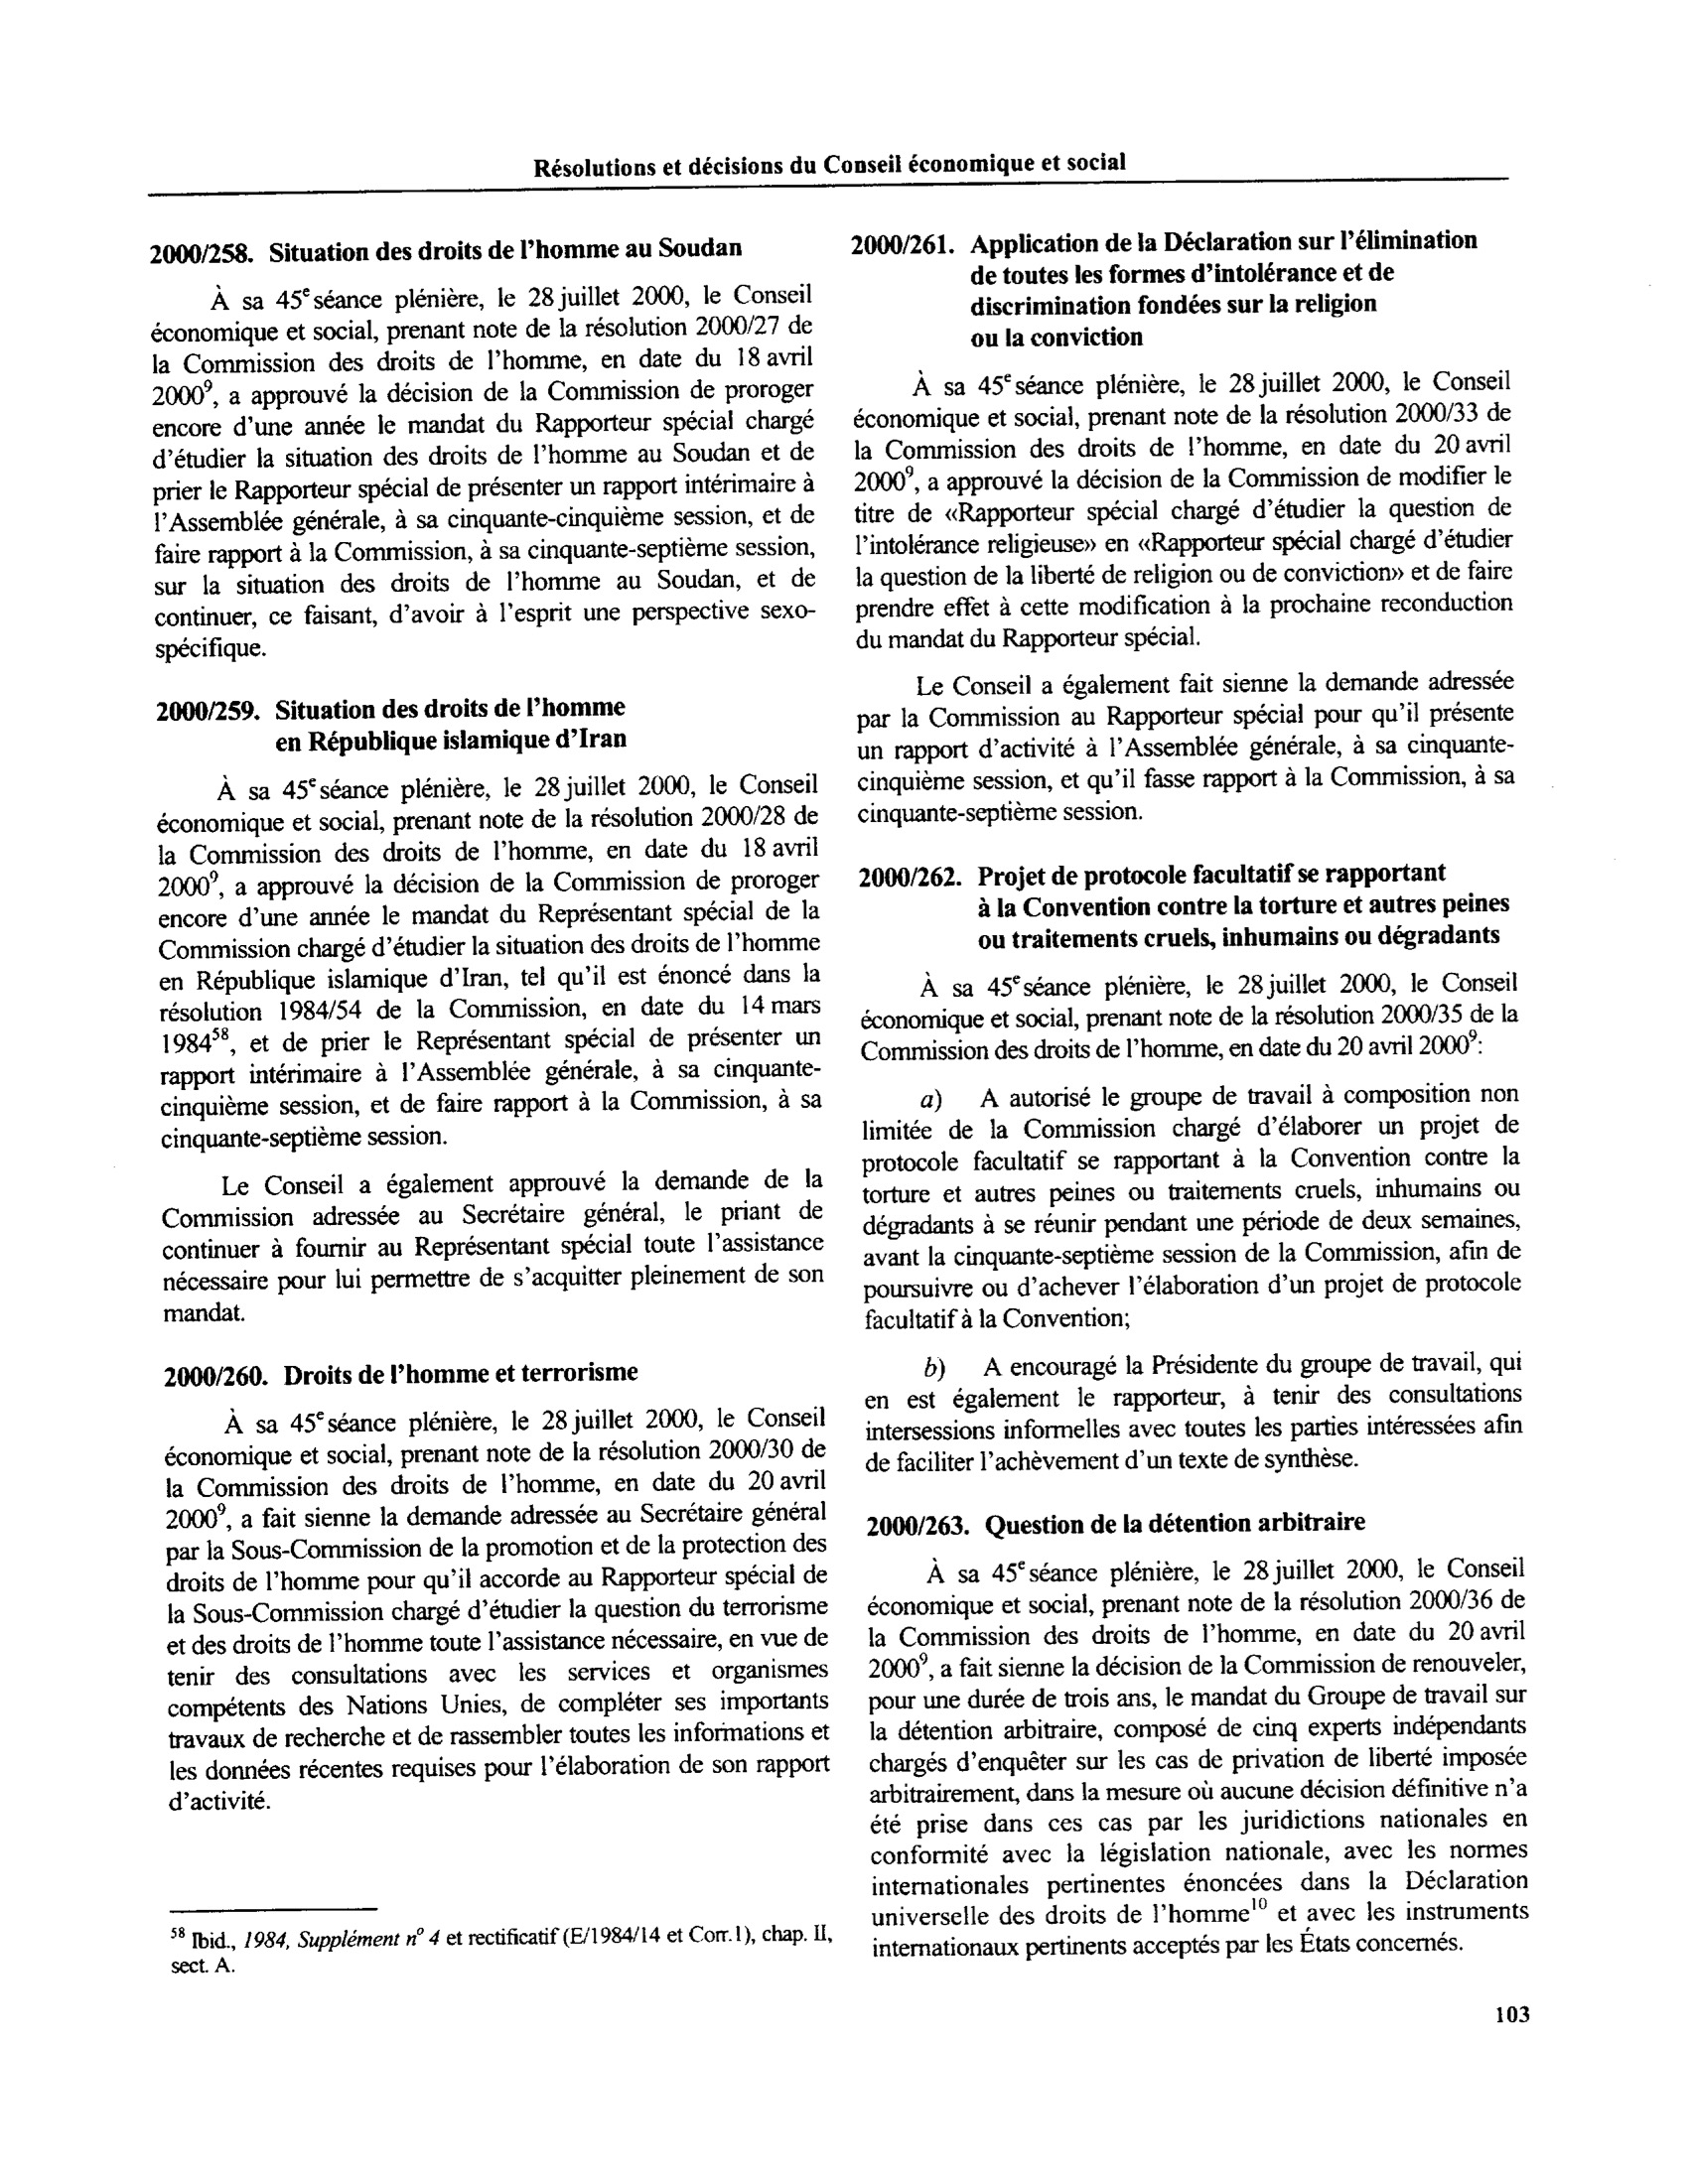 Résolutions et décisions du Conseil économique et social
2000/258. Situation des droits de l'homme au Soudan
À sa 45e séance plénière, le 28 juillet 2000, le Conseil
économique et social, prenant note de la résolution 2000/27 de
la Commission des droits de l'homme, en date du 18 avril
2000⁹, a approuvé la décision de la Commission de proroger
encore d'une année le mandat du Rapporteur spécial chargé
d'étudier la situation des droits de l'homme au Soudan et de
prier le Rapporteur spécial de présenter un rapport intérimaire à
l'Assemblée générale, à sa cinquante-cinquième session, et de
faire rapport à la Commission, à sa cinquante-septième session,
sur la situation des droits de l'homme au Soudan, et de
continuer, ce faisant, d'avoir à l'esprit une perspective sexo-
spécifique.
2000/259. Situation des droits de l'homme
en République islamique d'Iran
À sa 45e séance plénière, le 28 juillet 2000, le Conseil
économique et social, prenant note de la résolution 2000/28 de
la Commission des droits de l'homme, en date du 18 avril
2000⁹, a approuvé la décision de la Commission de proroger
encore d'une année le mandat du Représentant spécial de la
Commission chargé d'étudier la situation des droits de l'homme
en République islamique d'Iran, tel qu'il est énoncé dans la
résolution 1984/54 de la Commission, en date du 14 mars
1984⁵⁸, et de prier le Représentant spécial de présenter un
rapport intérimaire à l'Assemblée générale, à sa cinquante-
cinquième session, et de faire rapport à la Commission, à sa
cinquante-septième session.
Le Conseil a également approuvé la demande de la
Commission adressée au Secrétaire général, le priant de
continuer à fournir au Représentant spécial toute l'assistance
nécessaire pour lui permettre de s'acquitter pleinement de son
mandat.
2000/260. Droits de l'homme et terrorisme
À sa 45e séance plénière, le 28 juillet 2000, le Conseil
économique et social, prenant note de la résolution 2000/30 de
la Commission des droits de l'homme, en date du 20 avril
2000⁹, a fait sienne la demande adressée au Secrétaire général
par la Sous-Commission de la promotion et de la protection des
droits de l'homme pour qu'il accorde au Rapporteur spécial de
la Sous-Commission chargé d'étudier la question du terrorisme
et des droits de l'homme toute l'assistance nécessaire, en vue de
tenir des consultations avec les services et organismes
compétents des Nations Unies, de compléter ses importants
travaux de recherche et de rassembler toutes les informations et
les données récentes requises pour l'élaboration de son rapport
d'activité.
⁵⁸ Ibid., 1984, Supplément nº 4 et rectificatif (E/1984/14 et Corr.1), chap. II,
sect. A.
2000/261. Application de la Déclaration sur l'élimination
de toutes les formes d'intolérance et de
discrimination fondées sur la religion
ou la conviction
À sa 45e séance plénière, le 28 juillet 2000, le Conseil
économique et social, prenant note de la résolution 2000/33 de
la Commission des droits de l'homme, en date du 20 avril
2000⁹, a approuvé la décision de la Commission de modifier le
titre de «Rapporteur spécial chargé d'étudier la question de
l'intolérance religieuse» en «Rapporteur spécial chargé d'étudier
la question de la liberté de religion ou de conviction» et de faire
prendre effet à cette modification à la prochaine reconduction
du mandat du Rapporteur spécial.
Le Conseil a également fait sienne la demande adressée
par la Commission au Rapporteur spécial pour qu'il présente
un rapport d'activité à l'Assemblée générale, à sa cinquante-
cinquième session, et qu'il fasse rapport à la Commission, à sa
cinquante-septième session.
2000/262. Projet de protocole facultatif se rapportant
à la Convention contre la torture et autres peines
ou traitements cruels, inhumains ou dégradants
À sa 45e séance plénière, le 28 juillet 2000, le Conseil
économique et social, prenant note de la résolution 2000/35 de la
Commission des droits de l'homme, en date du 20 avril 2000⁹:
a) A autorisé le groupe de travail à composition non
limitée de la Commission chargé d'élaborer un projet de
protocole facultatif se rapportant à la Convention contre la
torture et autres peines ou traitements cruels, inhumains ou
dégradants à se réunir pendant une période de deux semaines,
avant la cinquante-septième session de la Commission, afin de
poursuivre ou d'achever l'élaboration d'un projet de protocole
facultatif à la Convention;
b) A encouragé la Présidente du groupe de travail, qui
en est également le rapporteur, à tenir des consultations
intersessions informelles avec toutes les parties intéressées afin
de faciliter l'achèvement d'un texte de synthèse.
2000/263. Question de la détention arbitraire
À sa 45e séance plénière, le 28 juillet 2000, le Conseil
économique et social, prenant note de la résolution 2000/36 de
la Commission des droits de l'homme, en date du 20 avril
2000⁹, a fait sienne la décision de la Commission de renouveler,
pour une durée de trois ans, le mandat du Groupe de travail sur
la détention arbitraire, composé de cinq experts indépendants
chargés d'enquêter sur les cas de privation de liberté imposée
arbitrairement, dans la mesure où aucune décision définitive n'a
été prise dans ces cas par les juridictions nationales en
conformité avec la législation nationale, avec les normes
internationales pertinentes énoncées dans la Déclaration
universelle des droits de l'homme¹⁰ et avec les instruments
internationaux pertinents acceptés par les États concernés.
103